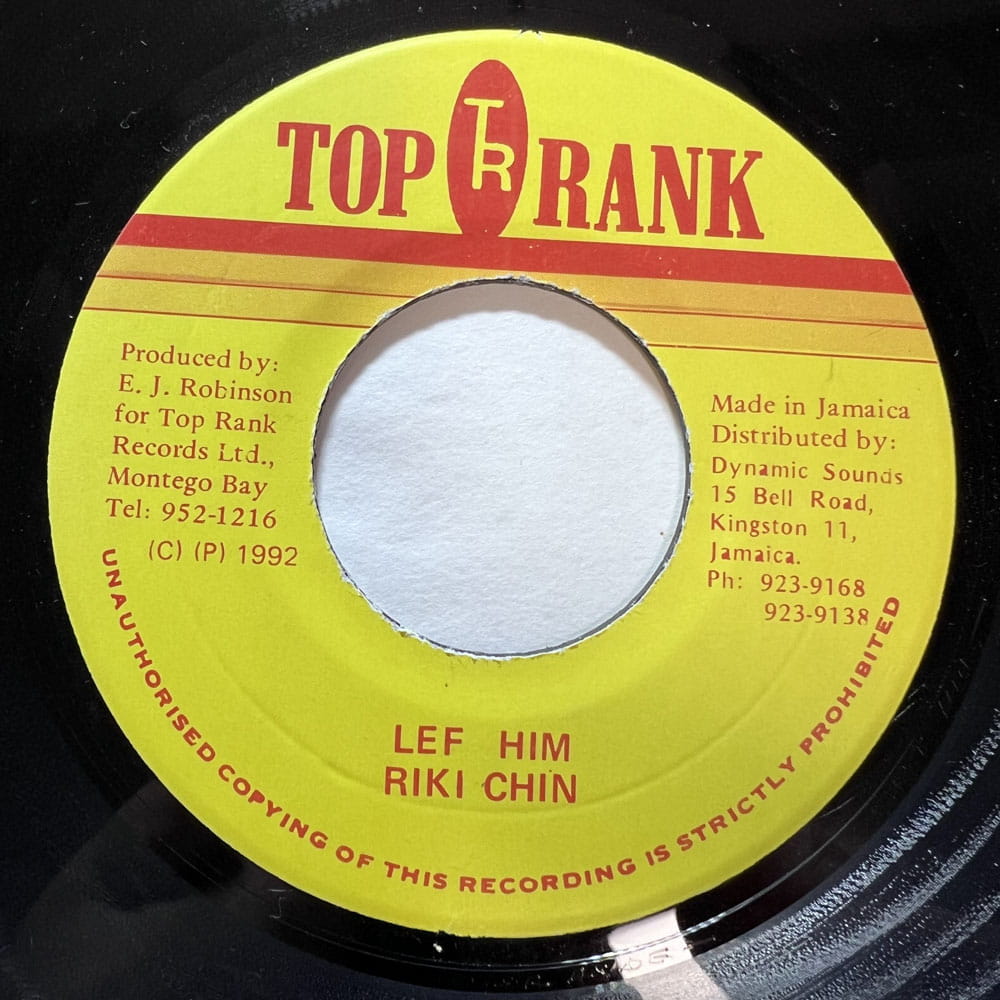 TOP TR RANK
Produced by:
E. J. Robinson
for Top Rank
Records Ltd.,
Montego Bay
Tel: 952-1216
(C) (P) 1992
Made in Jamaica
Distributed by:
Dynamic Sounds
15 Bell Road,
Kingston 11,
Jamaica.
Ph: 923-9168
923-9138
LEF HIM
RIKI CHIN
UNAUTHORISED COPYING OF THIS RECORDING IS STRICTLY PROHIBITED